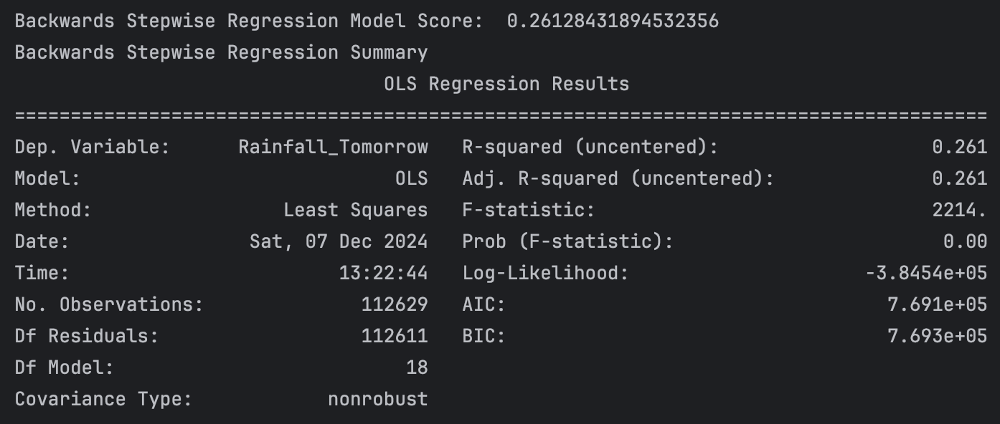 Backwards Stepwise Regression Model Score:  0.26128431894532356
Backwards Stepwise Regression Summary
                                 OLS Regression Results
=======================================================================================
Dep. Variable:      Rainfall_Tomorrow   R-squared (uncentered):                   0.261
Model:                            OLS   Adj. R-squared (uncentered):              0.261
Method:                 Least Squares   F-statistic:                              2214.
Date:                Sat, 07 Dec 2024   Prob (F-statistic):                        0.00
Time:                        13:22:44   Log-Likelihood:                     -3.8454e+05
No. Observations:              112629   AIC:                                  7.691e+05
Df Residuals:                  112611   BIC:                                  7.693e+05
Df Model:                          18
Covariance Type:            nonrobust